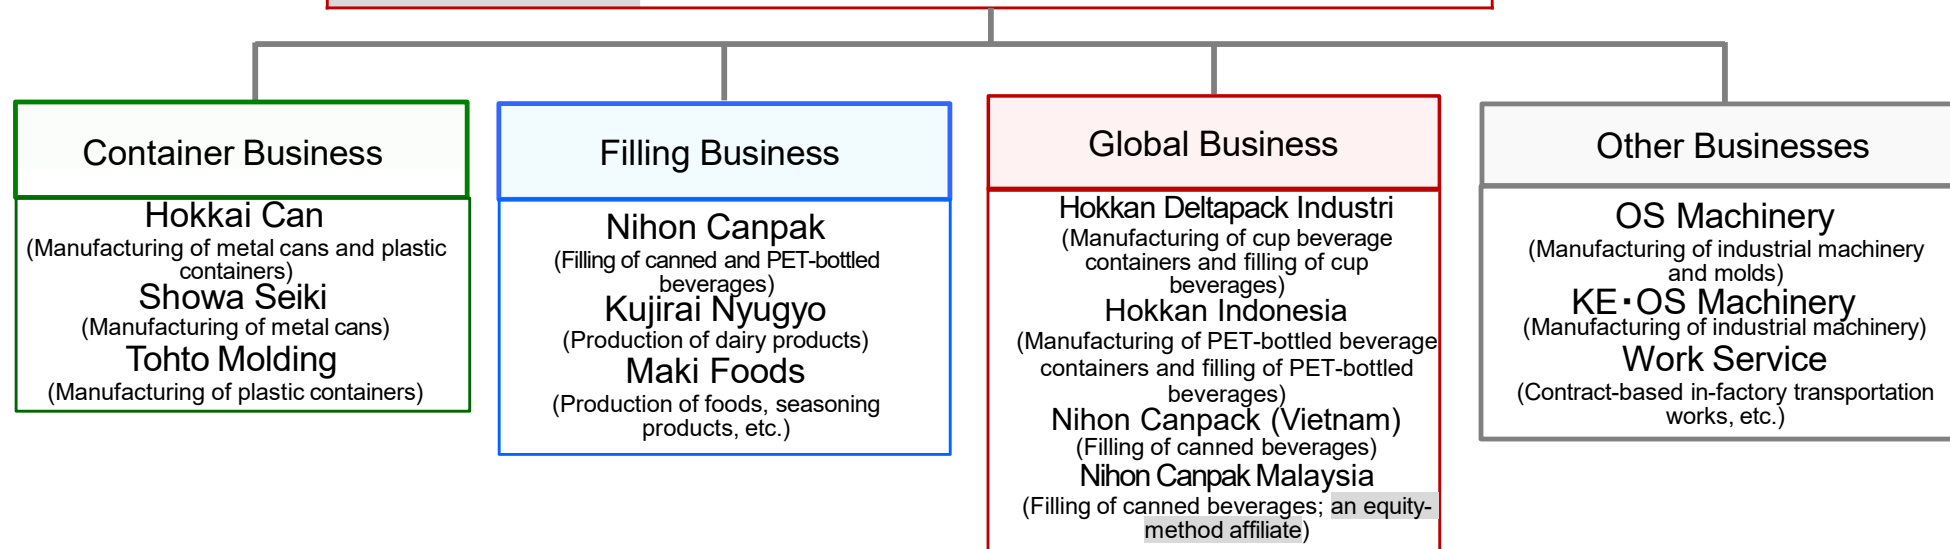 Container Business
Hokkai Can
(Manufacturing of metal cans and plastic
containers)
Showa Seiki
(Manufacturing of metal cans)
Tohto Molding
(Manufacturing of plastic containers)
Filling Business
Nihon Canpak
(Filling of canned and PET-bottled
beverages)
Kujirai Nyugyo
(Production of dairy products)
Maki Foods
(Production of foods, seasoning
products, etc.)
Global Business
Hokkan Deltapack Industri
(Manufacturing of cup beverage
containers and filling of cup
beverages)
Hokkan Indonesia
(Manufacturing of PET-bottled beverage
containers and filling of PET-bottled
beverages)
Nihon Canpack (Vietnam)
(Filling of canned beverages)
Nihon Canpak Malaysia
(Filling of canned beverages; an equity-
method affiliate)
Other Businesses
OS Machinery
(Manufacturing of industrial machinery
and molds)
KE・OS Machinery
(Manufacturing of industrial machinery)
Work Service
(Contract-based in-factory transportation
works, etc.)